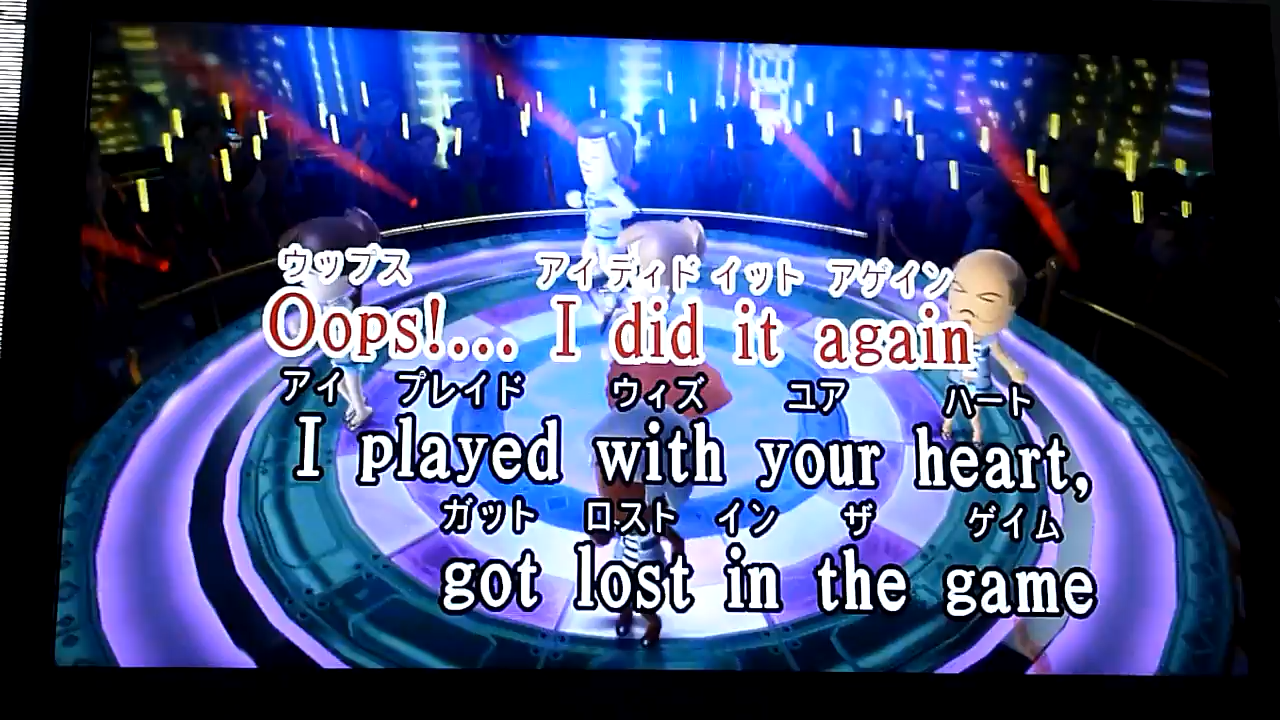 ウップス アイ ディド イット アゲイン
Oops!... I did it again
アイ プレイド ウィズ ユア ハート
I played with your heart,
ガット ロスト イン ザ ゲイム
got lost in the game